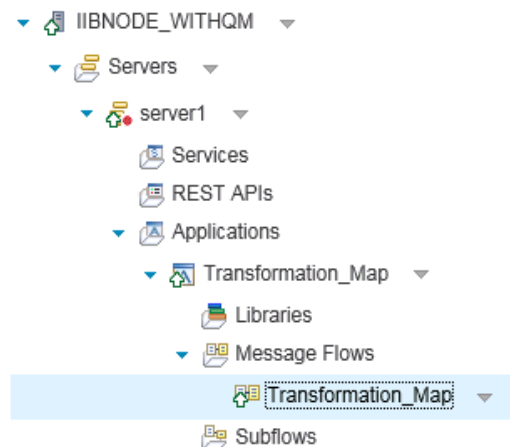 IIBNODE_WITHQM
Servers
server1
Services
REST APIs
Applications
Transformation_Map
Libraries
Message Flows
Transformation_Map
Subflows